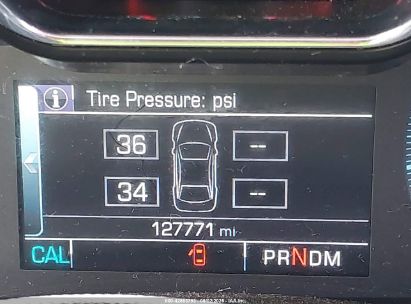 i Tire Pressure: psi
36 --
34 --
127771 mi
CAL PRNDM